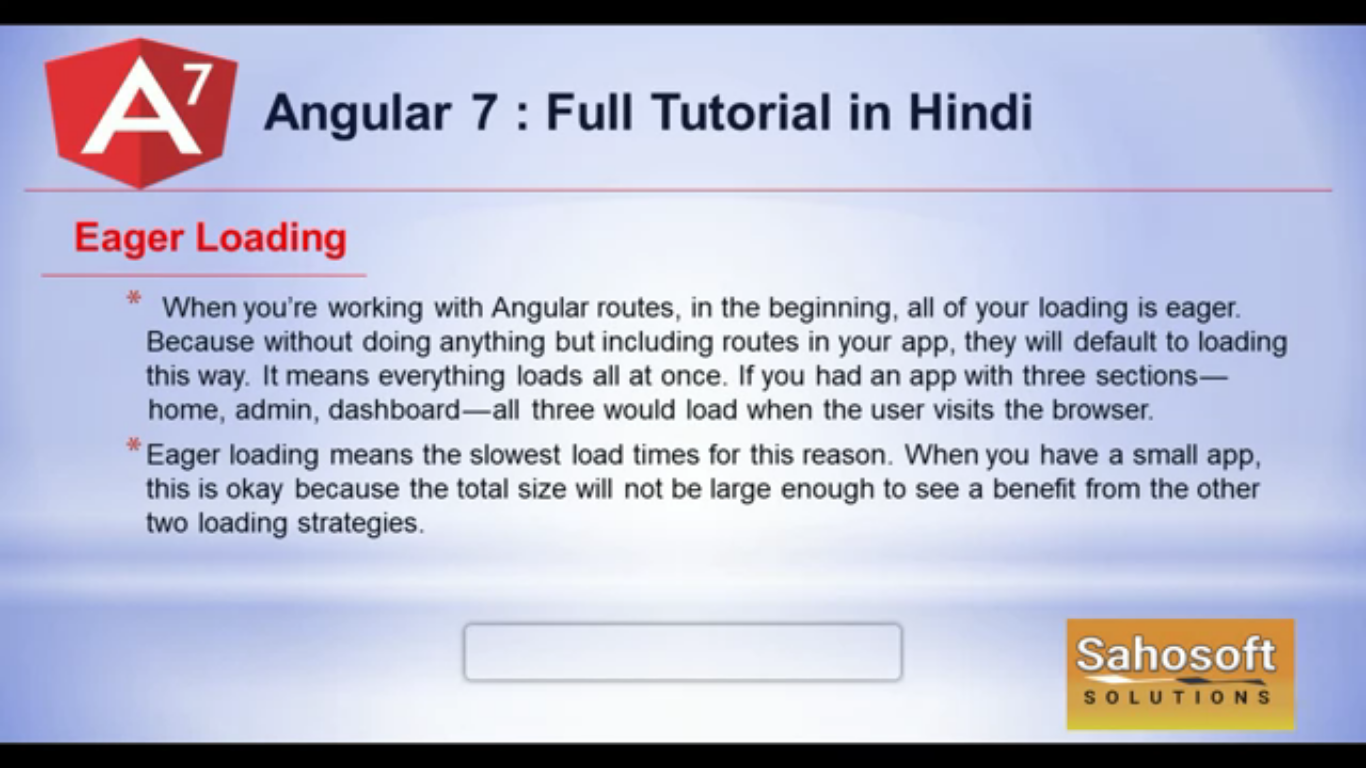 A7
Angular 7 : Full Tutorial in Hindi
Eager Loading
* When you’re working with Angular routes, in the beginning, all of your loading is eager.
Because without doing anything but including routes in your app, they will default to loading
this way. It means everything loads all at once. If you had an app with three sections—
home, admin, dashboard—all three would load when the user visits the browser.
* Eager loading means the slowest load times for this reason. When you have a small app,
this is okay because the total size will not be large enough to see a benefit from the other
two loading strategies.
Sahosoft
SOLUTIONS